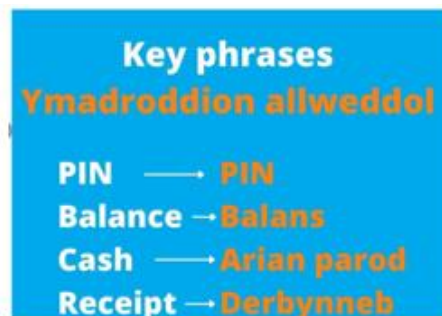 Key phrases
Ymadroddion allweddol
PIN → PIN
Balance → Balans
Cash → Arian parod
Receipt → Derbynneb